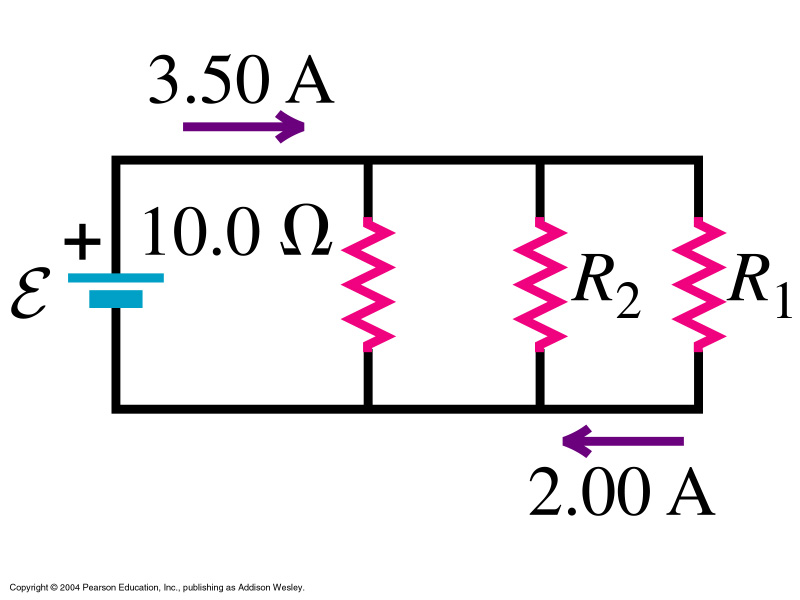 3.50 A
+
10.0 Ω
ℰ
R₂
R₁
2.00 A
Copyright © 2004 Pearson Education, Inc., publishing as Addison Wesley.